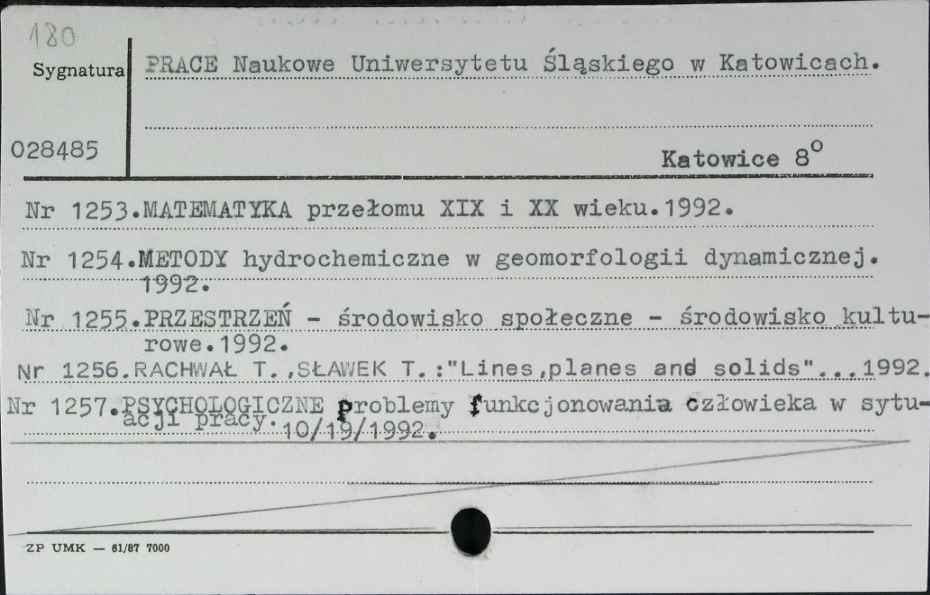 180
Sygnatura
PRACE Naukowe Uniwersytetu Śląskiego w Katowicach.
028485
Katowice 8°
Nr 1253.MATEMATYKA przełomu XIX i XX wieku.1992.
Nr 1254.METODY hydrochemiczne w geomorfologii dynamicznej.
1992.
Nr 1255.PRZESTRZEŃ - środowisko społeczne - środowisko kultu-
rowe.1992.
Nr 1256.RACHWAŁ T.,SŁAWEK T.:"Lines,planes and solids"...1992.
Nr 1257.PSYCHOLOGICZNE problemy funkcjonowania człowieka w sytu-
acji pracy.10/19/1992.
ZP UMK — 61/87 7000